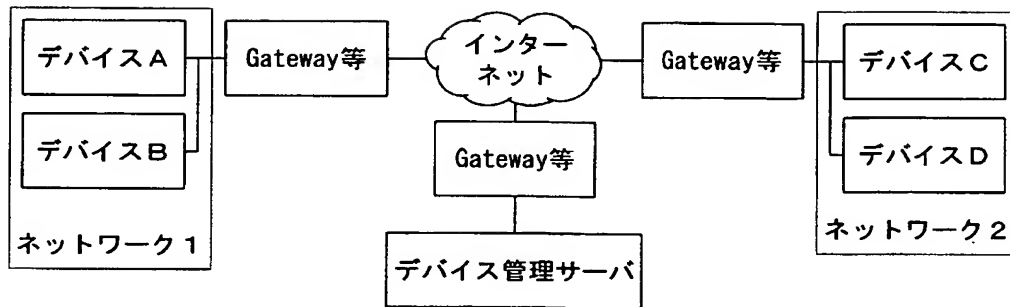 デバイスA
デバイスB
ネットワーク1
Gateway等
インター
ネット
Gateway等
デバイス管理サーバ
Gateway等
デバイスC
デバイスD
ネットワーク2